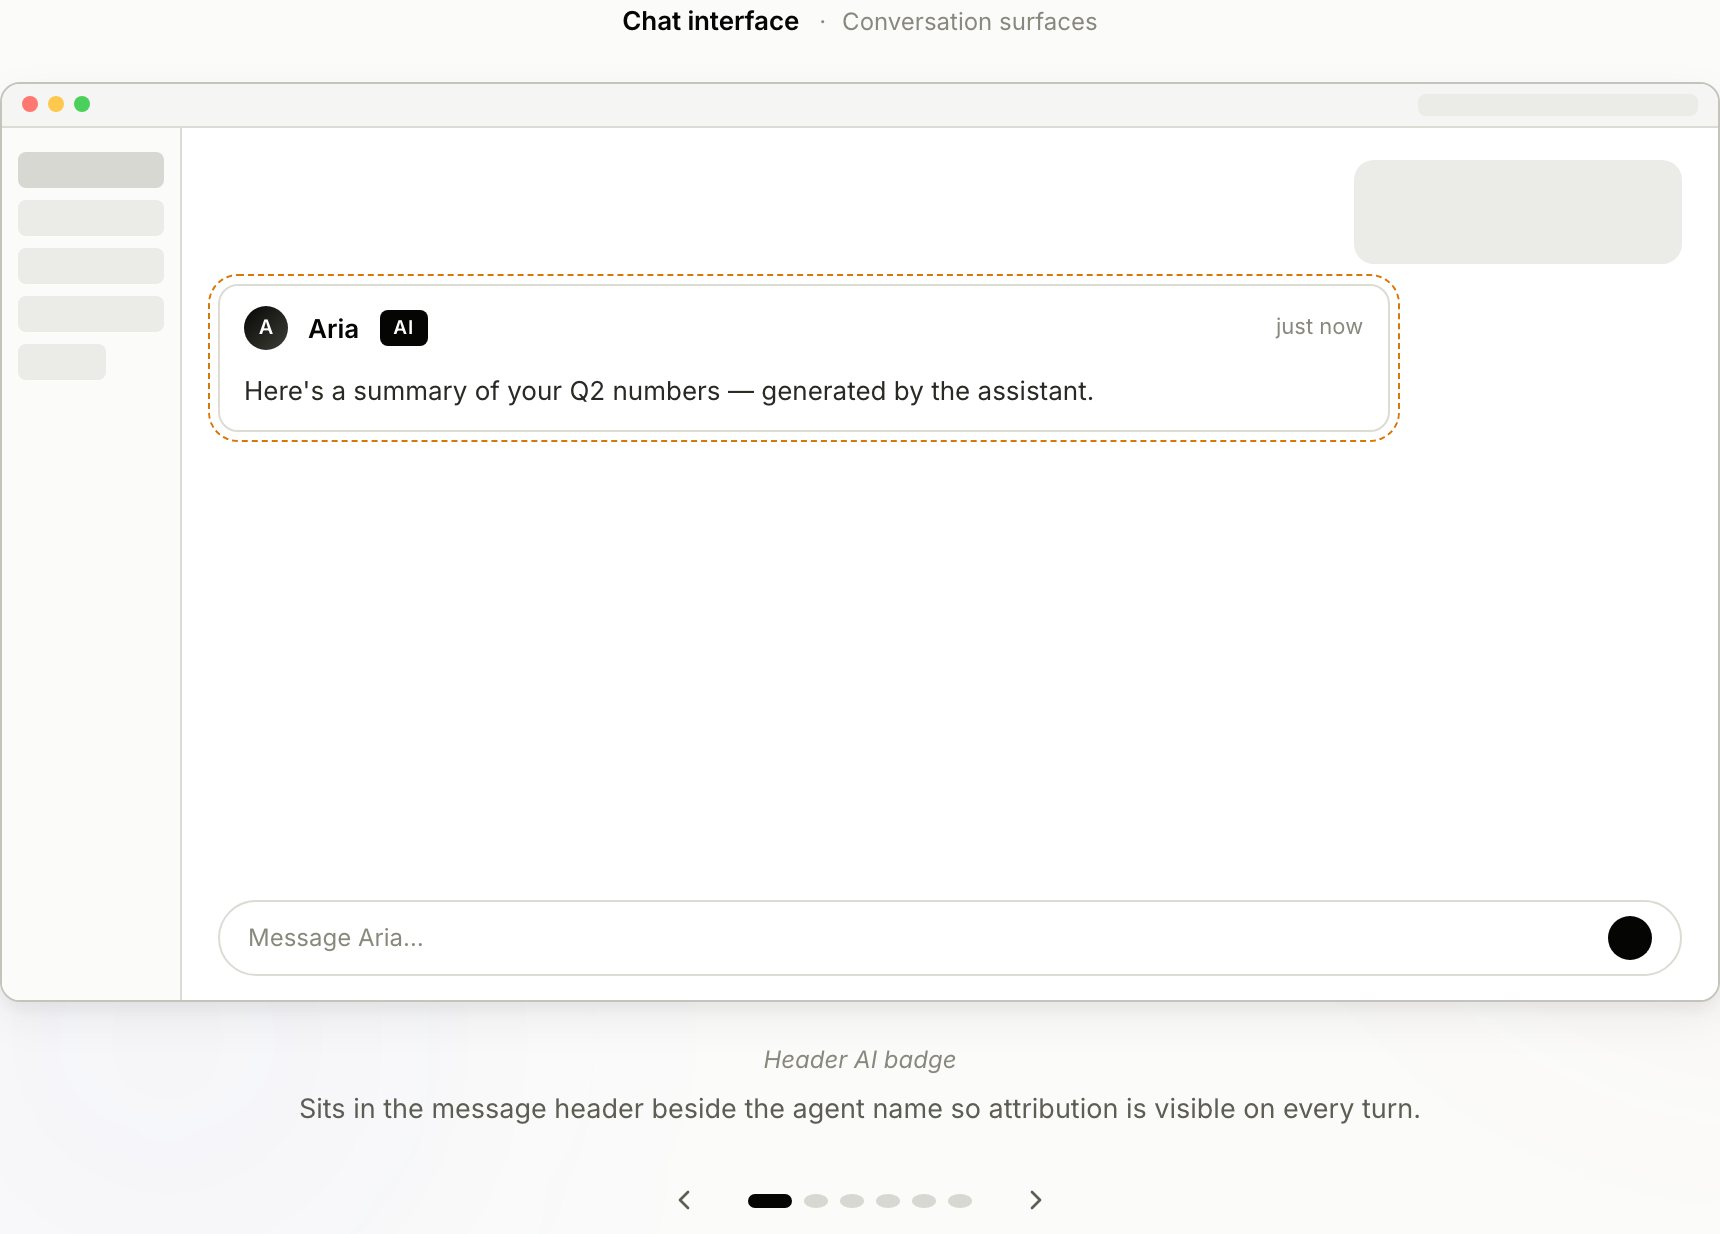 Chat interface · Conversation surfaces
A Aria AI just now
Here's a summary of your Q2 numbers — generated by the assistant.
Message Aria...
Header AI badge
Sits in the message header beside the agent name so attribution is visible on every turn.